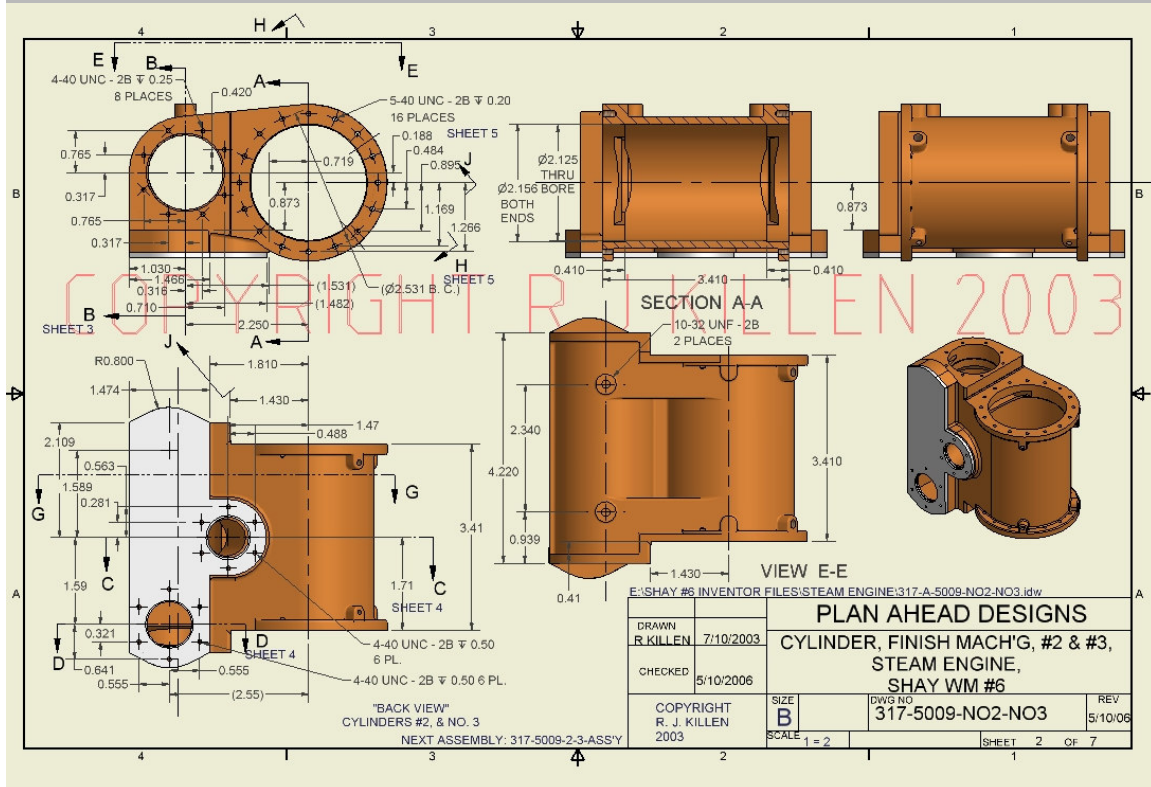 4
3
2
1
H
E
B
A
E
4-40 UNC - 2B ↧ 0.25
8 PLACES
0.420
5-40 UNC - 2B ↧ 0.20
16 PLACES
SHEET 5
0.188
0.484
0.895
J
0.719
0.765
0.317
0.765
0.317
0.873
1.169
1.266
H
SHEET 5
1.030
1.466
0.316
0.710
(1.531)
(1.482)
(Ø2.531 B. C.)
2.250
B
SHEET 3
A
J
B
Ø2.125
THRU
BORE
Ø2.156
BOTH
ENDS
0.410
3.410
0.410
SECTION A-A
0.873
B
COPYRIGHT R J KILLEN 2003
10-32 UNF - 2B
2 PLACES
R0.800
1.474
1.810
1.430
1.47
0.488
2.109
0.563
1.589
0.281
G
G
C
C
3.41
1.59
1.71
SHEET 4
0.321
D
D
SHEET 4
0.641
0.555
0.555
(2.55)
4-40 UNC - 2B ↧ 0.50
6 PL.
4-40 UNC - 2B ↧ 0.50 6 PL.
"BACK VIEW"
CYLINDERS #2, & NO. 3
NEXT ASSEMBLY: 317-5009-2-3-ASS'Y
2.340
4.220
0.939
3.410
1.430
0.41
VIEW E-E
A
A
E:\SHAY #6 INVENTOR FILES\STEAM ENGINE\317-A-5009-NO2-NO3.idw
DRAWN
R KILLEN
7/10/2003
CHECKED
5/10/2006
COPYRIGHT
R. J. KILLEN
2003
PLAN AHEAD DESIGNS
CYLINDER, FINISH MACH'G, #2 & #3,
STEAM ENGINE,
SHAY WM #6
SIZE
B
DWG NO
317-5009-NO2-NO3
REV
5/10/06
SCALE 1 = 2
SHEET 2 OF 7
4
3
2
1